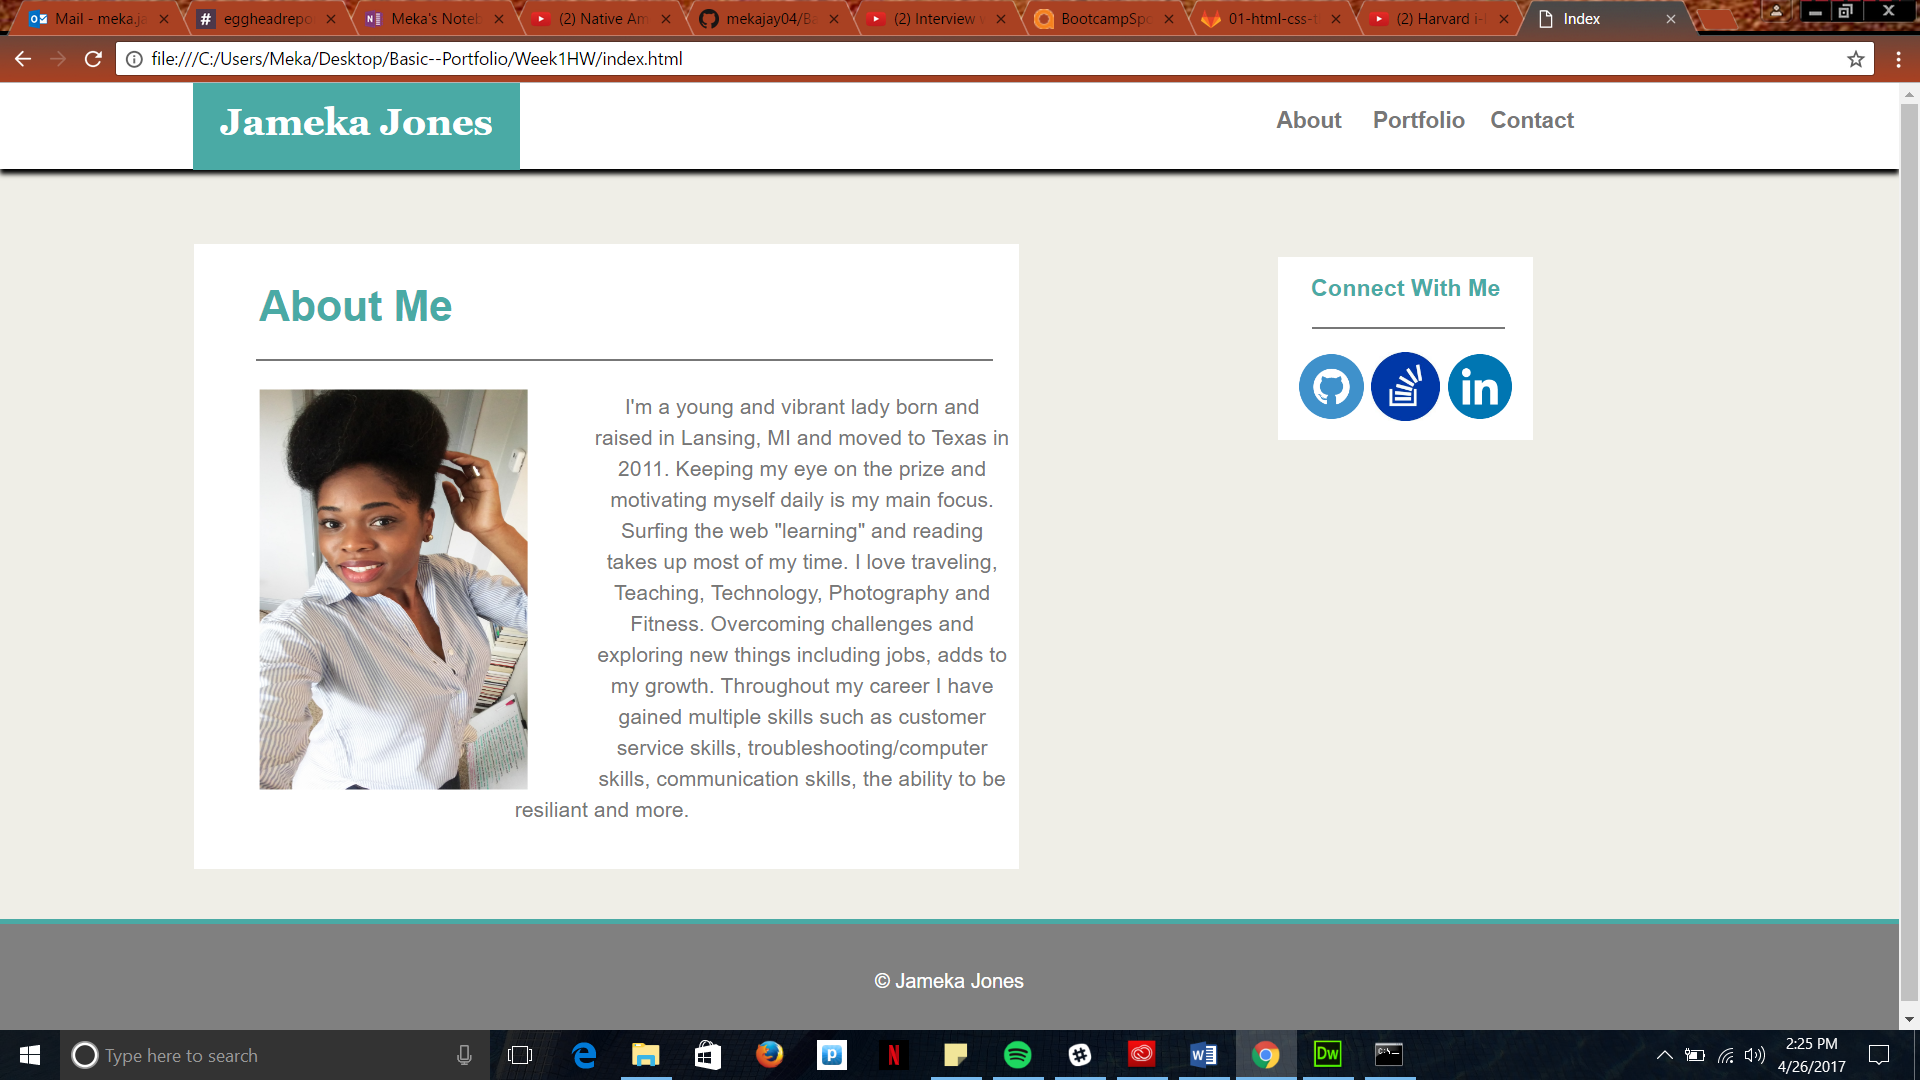 Mail - meka.ja
eggheadrepo
Meka's Noteb
(2) Native Am
mekajay04/Ba
(2) Interview w
BootcampSpo
01-html-css-t
(2) Harvard i-l
Index
file:///C:/Users/Meka/Desktop/Basic--Portfolio/Week1HW/index.html
Jameka Jones
About Portfolio Contact
About Me
I'm a young and vibrant lady born and
raised in Lansing, MI and moved to Texas in
2011. Keeping my eye on the prize and
motivating myself daily is my main focus.
Surfing the web "learning" and reading
takes up most of my time. I love traveling,
Teaching, Technology, Photography and
Fitness. Overcoming challenges and
exploring new things including jobs, adds to
my growth. Throughout my career I have
gained multiple skills such as customer
service skills, troubleshooting/computer
skills, communication skills, the ability to be
resiliant and more.
Connect With Me
in
© Jameka Jones
Type here to search
2:25 PM
4/26/2017